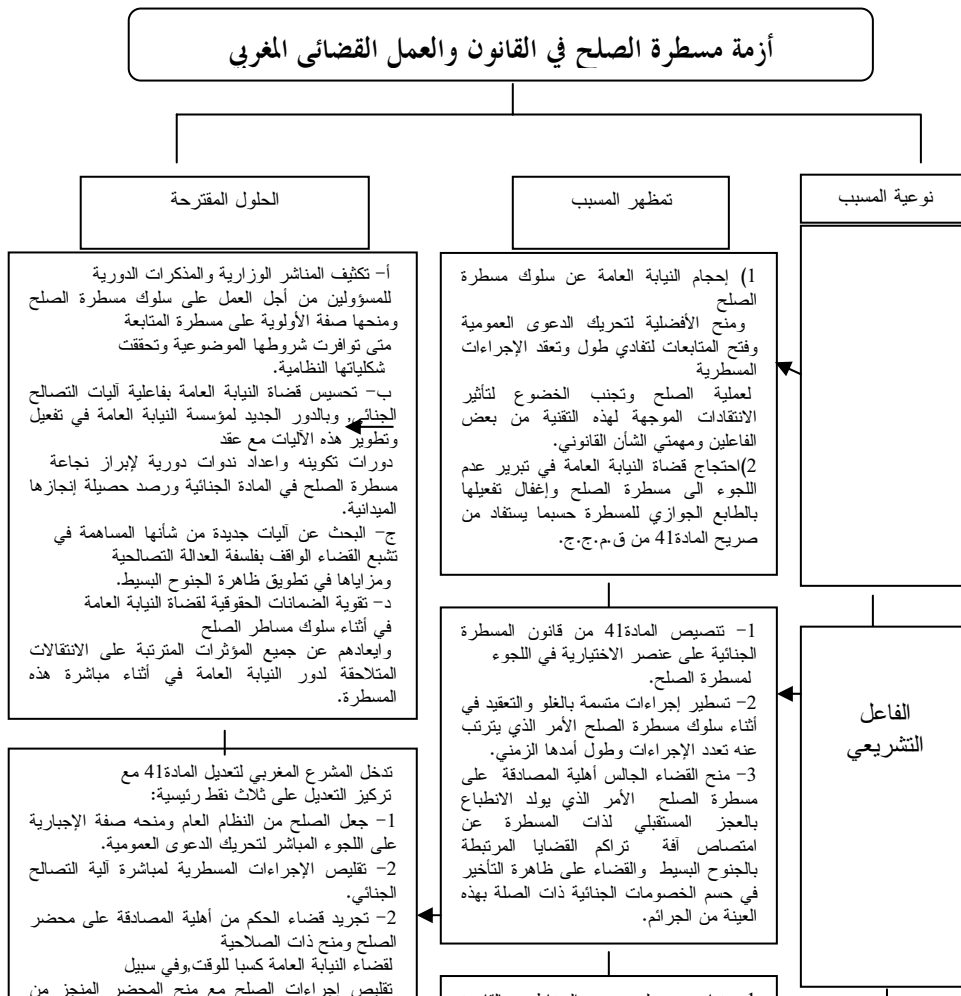 أزمة مسطرة الصلح في القانون والعمل القضائي المغربي
نوعية المسبب
تمظهر المسبب
الحلول المقترحة
1) إحجام النيابة العامة عن سلوك مسطرة
الصلح
ومنح الأفضلية لتحريك الدعوى العمومية
وفتح المتابعات لتفادي طول وتعقد الإجراءات
المسطرية
لعملية الصلح وتجنب الخضوع لتأثير
الانتقادات الموجهة لهذه التقنية من بعض
الفاعلين ومهمتي الشأن القانوني.
2)احتجاج قضاة النيابة العامة في تبرير عدم
اللجوء الى مسطرة الصلح وإغفال تفعيلها
بالطابع الجوازي للمسطرة حسبما يستفاد من
صريح المادة41 من ق.م.ج.ج.
أ- تكثيف المناشر الوزارية والمذكرات الدورية
للمسؤولين من أجل العمل على سلوك مسطرة الصلح
ومنحها صفة الأولوية على مسطرة المتابعة
متى توافرت شروطها الموضوعية وتحققت
شكلياتها النظامية.
ب- تحسيس قضاة النيابة العامة بفاعلية آليات التصالح
الجنائي, وبالدور الجديد لمؤسسة النيابة العامة في تفعيل
وتطوير هذه الآليات مع عقد
دورات تكوينه واعداد ندوات دورية لإبراز نجاعة
مسطرة الصلح في المادة الجنائية ورصد حصيلة إنجازها
الميدانية.
ج- البحث عن آليات جديدة من شأنها المساهمة في
تشبع القضاء الواقف بفلسفة العدالة التصالحية
ومزاياها في تطويق ظاهرة الجنوح البسيط.
د- تقوية الضمانات الحقوقية لقضاة النيابة العامة
في أثناء سلوك مساطر الصلح
وابعادهم عن جميع المؤثرات المترتبة على الانتقالات
المتلاحقة لدور النيابة العامة في أثناء مباشرة هذه
المسطرة.
الفاعل
التشريعي
1- تنصيص المادة41 من قانون المسطرة
الجنائية على عنصر الاختيارية في اللجوء
لمسطرة الصلح.
2- تسطير إجراءات متسمة بالغلو والتعقيد في
أثناء سلوك مسطرة الصلح الأمر الذي يترتب
عنه تعدد الإجراءات وطول أمدها الزمني.
3- منح القضاء الجالس أهلية المصادقة على
مسطرة الصلح الأمر الذي يولد الانطباع
بالعجز المستقبلي لذات المسطرة عن
امتصاص آفة تراكم القضايا المرتبطة
بالجنوح البسيط والقضاء على ظاهرة التأخير
في حسم الخصومات الجنائية ذات الصلة بهذه
العينة من الجرائم.
تدخل المشرع المغربي لتعديل المادة41 مع
تركيز التعديل على ثلاث نقط رئيسية:
1- جعل الصلح من النظام العام ومنحه صفة الإجبارية
على اللجوء المباشر لتحريك الدعوى العمومية.
2- تقليص الإجراءات المسطرية لمباشرة آلية التصالح
الجنائي.
2- تجريد قضاء الحكم من أهلية المصادقة على محضر
الصلح ومنح ذات الصلاحية
لقضاء النيابة العامة كسبا للوقت,وفي سبيل
تقليص إجراءات الصلح مع منح المحضر المنجز من